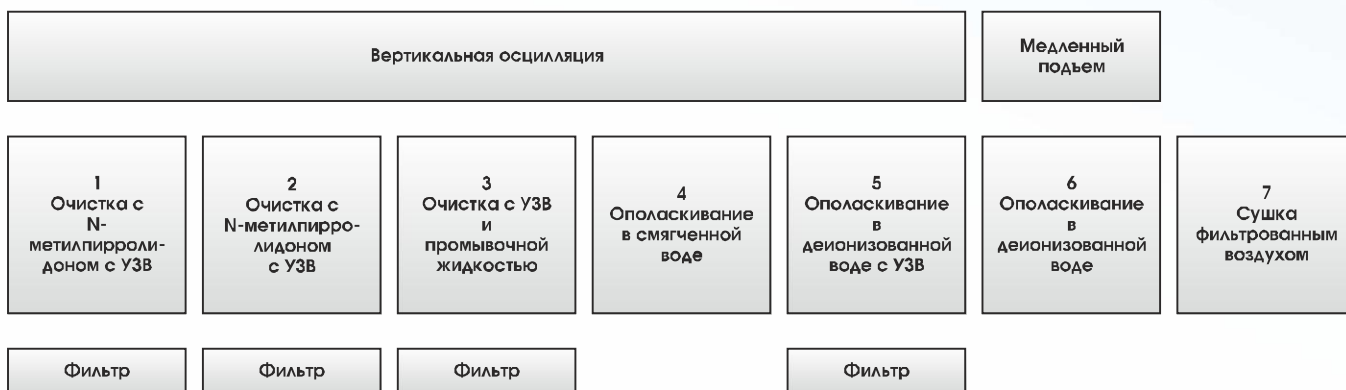 Вертикальная осцилляция
Медленный
подъем
1
Очистка с
N-
метилпирроли-
доном с УЗВ
2
Очистка с
N-метилпирро-
лидоном
с УЗВ
3
Очистка с УЗВ
и
промывочной
жидкостью
4
Ополаскивание
в смягченной
воде
5
Ополаскивание
в
деионизованной
воде с УЗВ
6
Ополаскивание
в
деионизованной
воде
7
Сушка
фильтрованным
воздухом
Фильтр
Фильтр
Фильтр
Фильтр